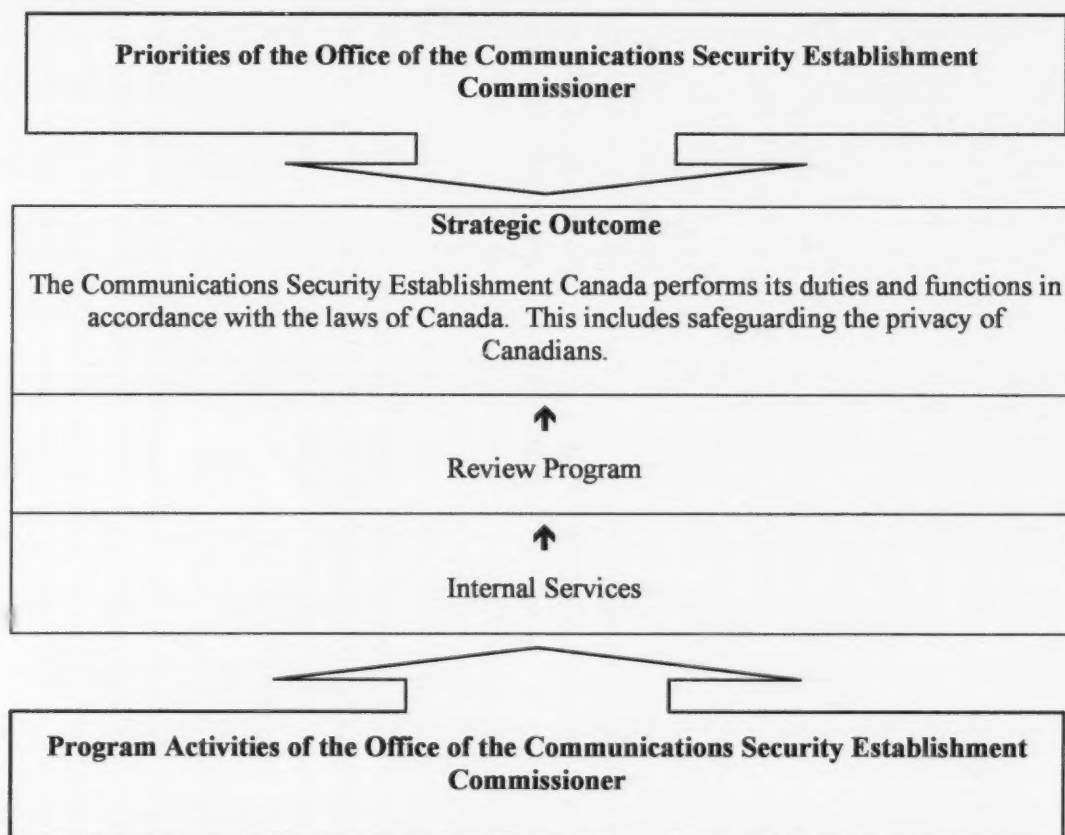 Priorities of the Office of the Communications Security Establishment
Commissioner
Strategic Outcome
The Communications Security Establishment Canada performs its duties and functions in
accordance with the laws of Canada. This includes safeguarding the privacy of
Canadians.
Review Program
Internal Services
Program Activities of the Office of the Communications Security Establishment
Commissioner